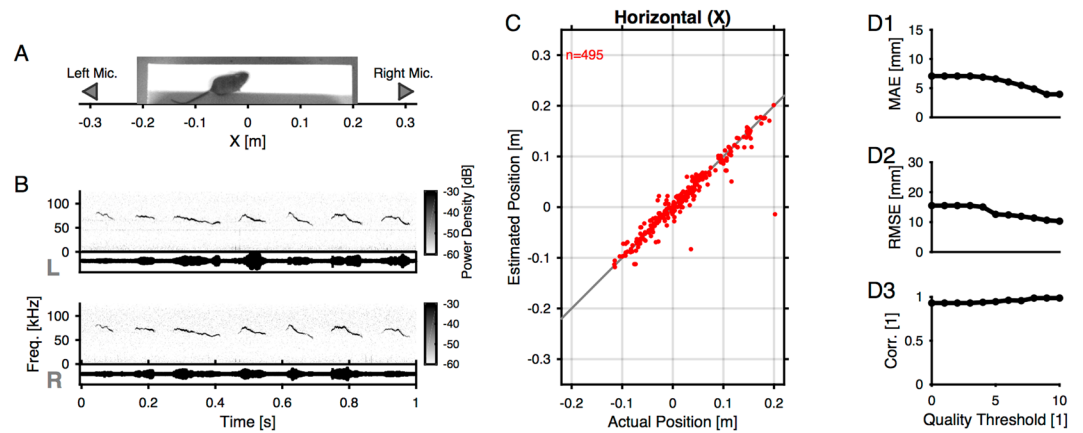 A
Left Mic.
Right Mic.
-0.3 -0.2 -0.1 0 0.1 0.2 0.3
X [m]
B
100
50
0
L
-30
-40
-50
-60
Power Density [dB]
100
50
0
Freq. [kHz]
R
-30
-40
-50
-60
0 0.2 0.4 0.6 0.8 1
Time [s]
C
Horizontal (X)
n=495
0.3
0.2
0.1
0
-0.1
-0.2
-0.3
Estimated Position [m]
-0.2 -0.1 0 0.1 0.2
Actual Position [m]
D1
15
10
5
0
MAE [mm]
D2
30
20
10
0
RMSE [mm]
D3
1
0.5
0
Corr. [1]
0 5 10
Quality Threshold [1]